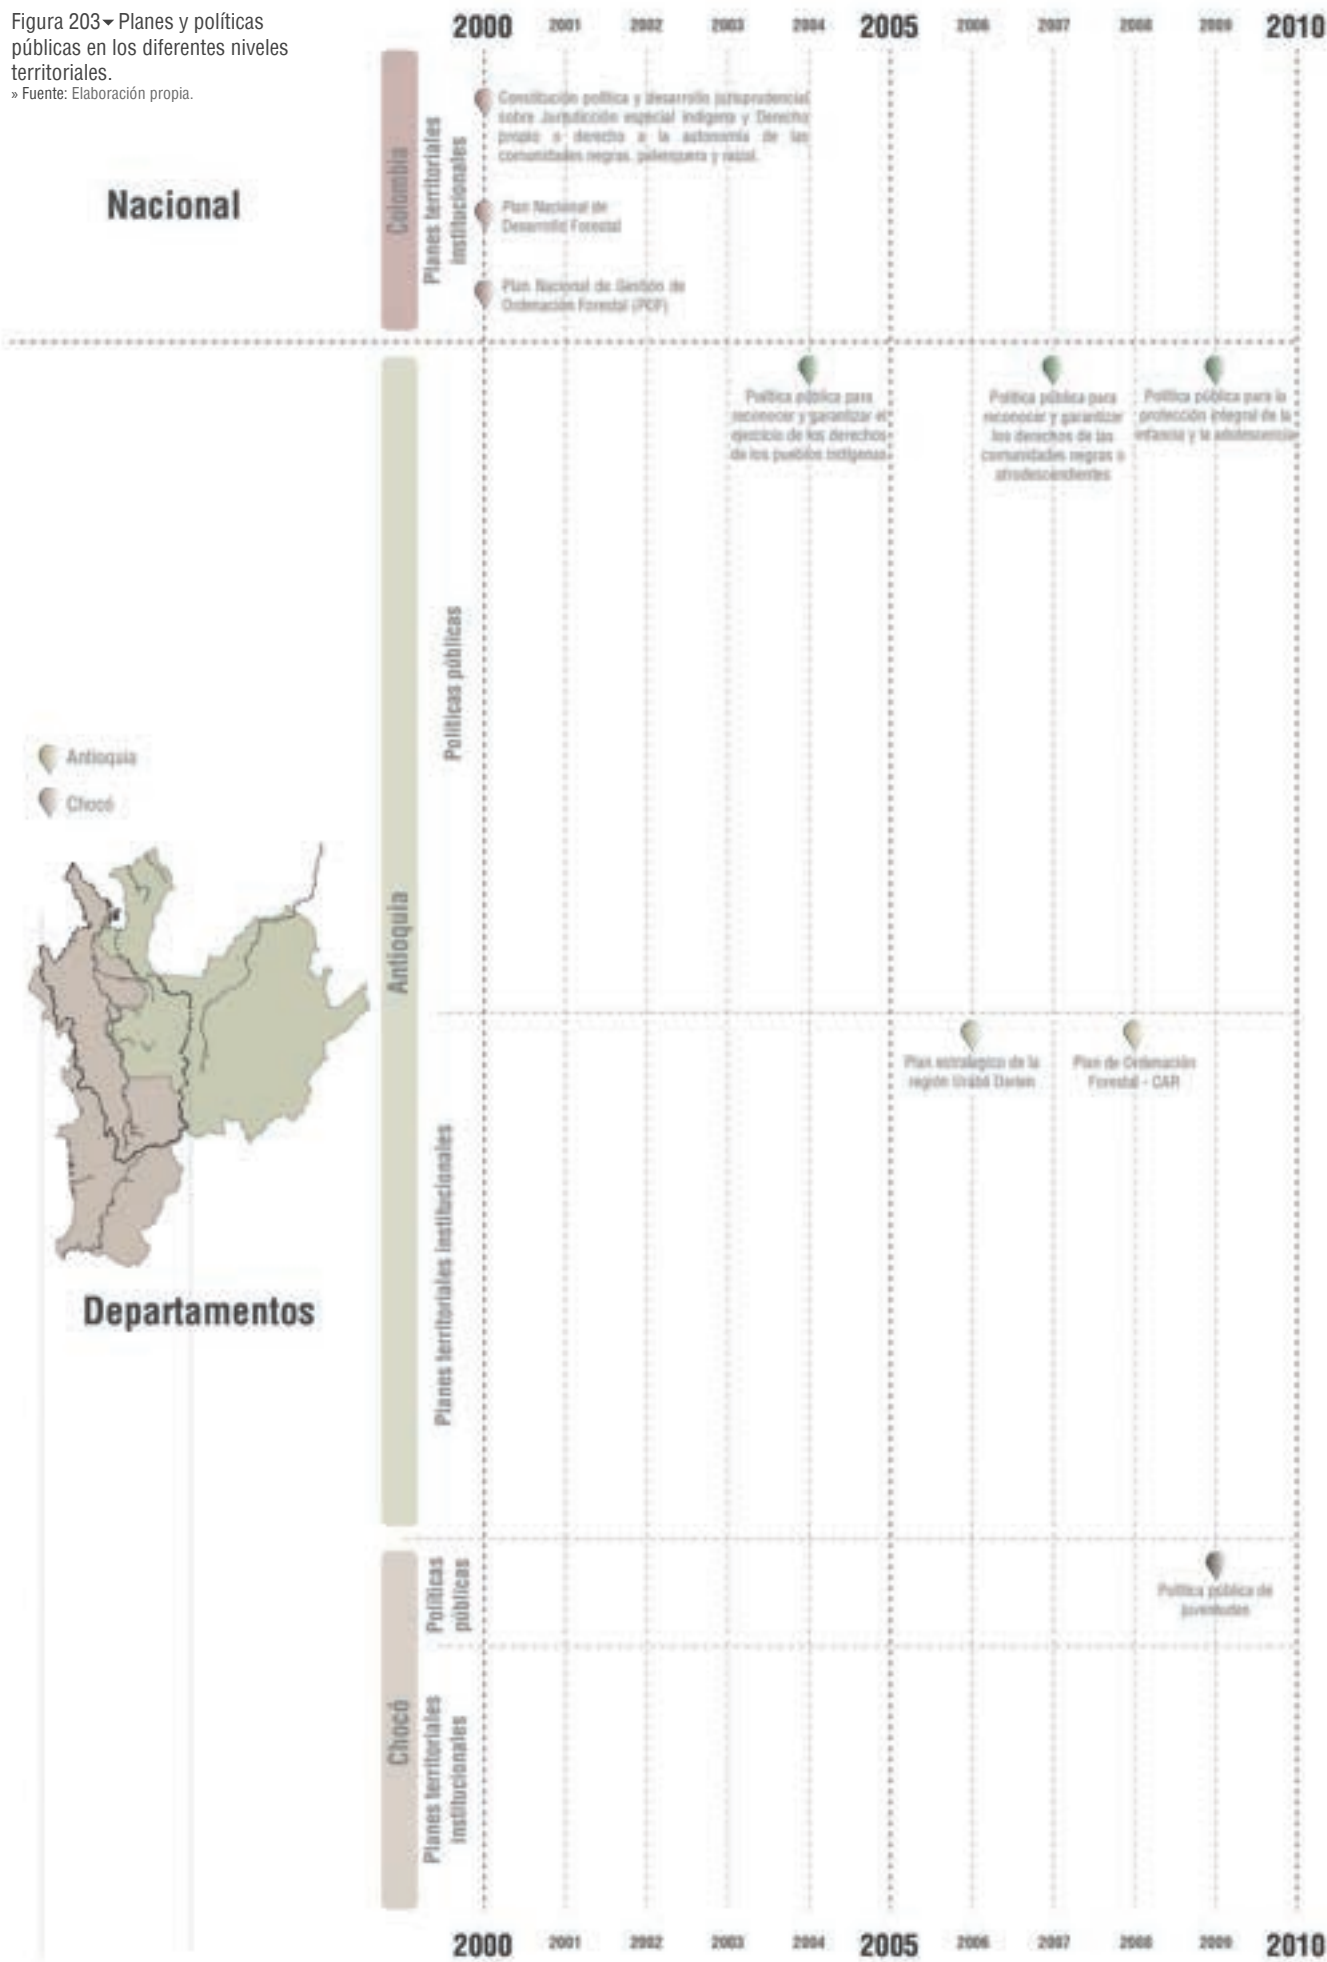 Figura 203 Planes y políticas
públicas en los diferentes niveles
territoriales.
» Fuente: Elaboración propia.
2000 2001 2002 2003 2004 2005 2006 2007 2008 2009 2010
Nacional
Colombia
Planes territoriales
institucionales
Constitución política y desarrollo jurisprudencial
sobre Jurisdicción especial indígena y Derecho
propio o derecho a la autonomía de las
comunidades negras, palenquera y raizal.
Plan Nacional de
Desarrollo Forestal
Plan Nacional de Gestión de
Ordenación Forestal (POF)
Antioquia
Políticas públicas
Política pública para
reconocer y garantizar el
ejercicio de los derechos
de los pueblos indígenas
Política pública para
reconocer y garantizar
los derechos de las
comunidades negras o
afrodescendientes
Política pública para la
protección integral de la
infancia y la adolescencia
Antioquia
Chocó
Departamentos
Planes territoriales institucionales
Plan estratégico de la
región Urabá Darien
Plan de Ordenación
Forestal - CAR
Chocó
Políticas
públicas
Política pública de
juventudes
Planes territoriales
institucionales
2000 2001 2002 2003 2004 2005 2006 2007 2008 2009 2010